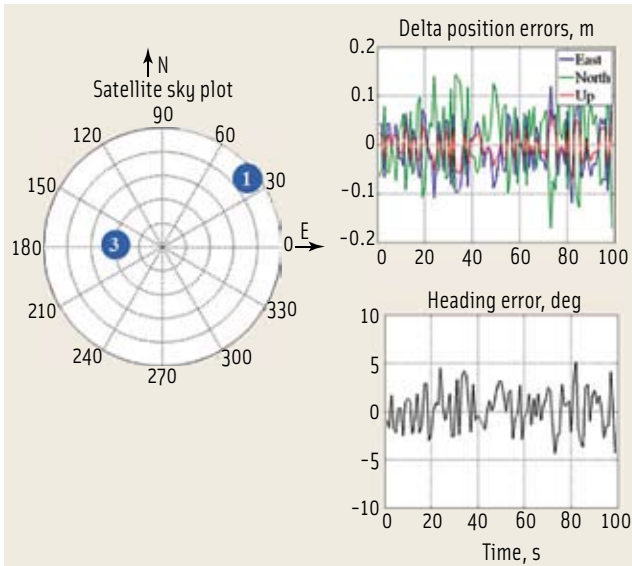 N
Satellite sky plot
90
120
60
150
1
30
180
3
0
E
210
330
240
300
270
Delta position errors, m
0.2
East
North
Up
0.1
0
-0.1
-0.2
0 20 40 60 80 100
Heading error, deg
10
5
0
-5
-10
0 20 40 60 80 100
Time, s